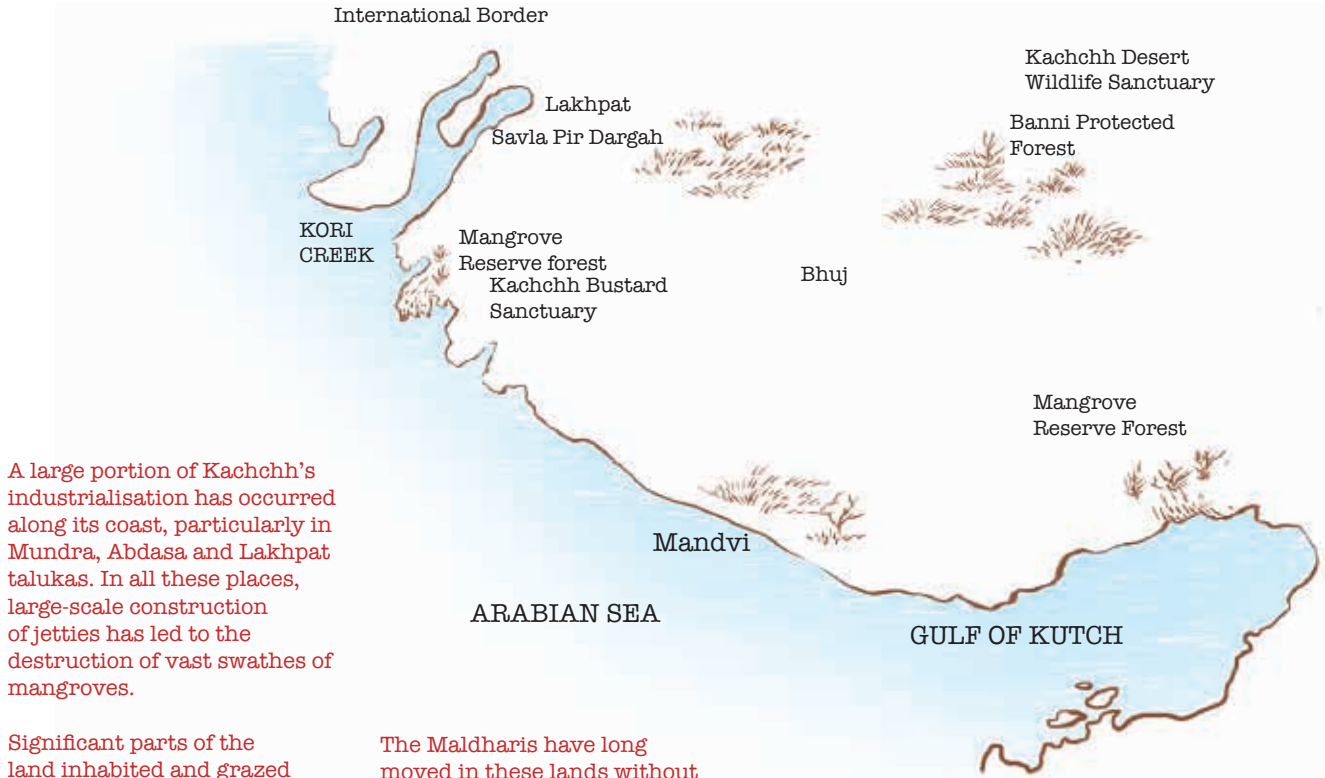 International Border
Kachchh Desert
Wildlife Sanctuary
Lakhpat
Banni Protected
Forest
Savla Pir Dargah
KORI
CREEK
Mangrove
Reserve forest
Kachchh Bustard
Sanctuary
Bhuj
Mangrove
Reserve Forest
Mandvi
ARABIAN SEA
GULF OF KUTCH
A large portion of Kachchh’s
industrialisation has occurred
along its coast, particularly in
Mundra, Abdasa and Lakhpat
talukas. In all these places,
large-scale construction
of jetties has led to the
destruction of vast swathes of
mangroves.
Significant parts of the
land inhabited and grazed
The Maldharis have long
moved in these lands without